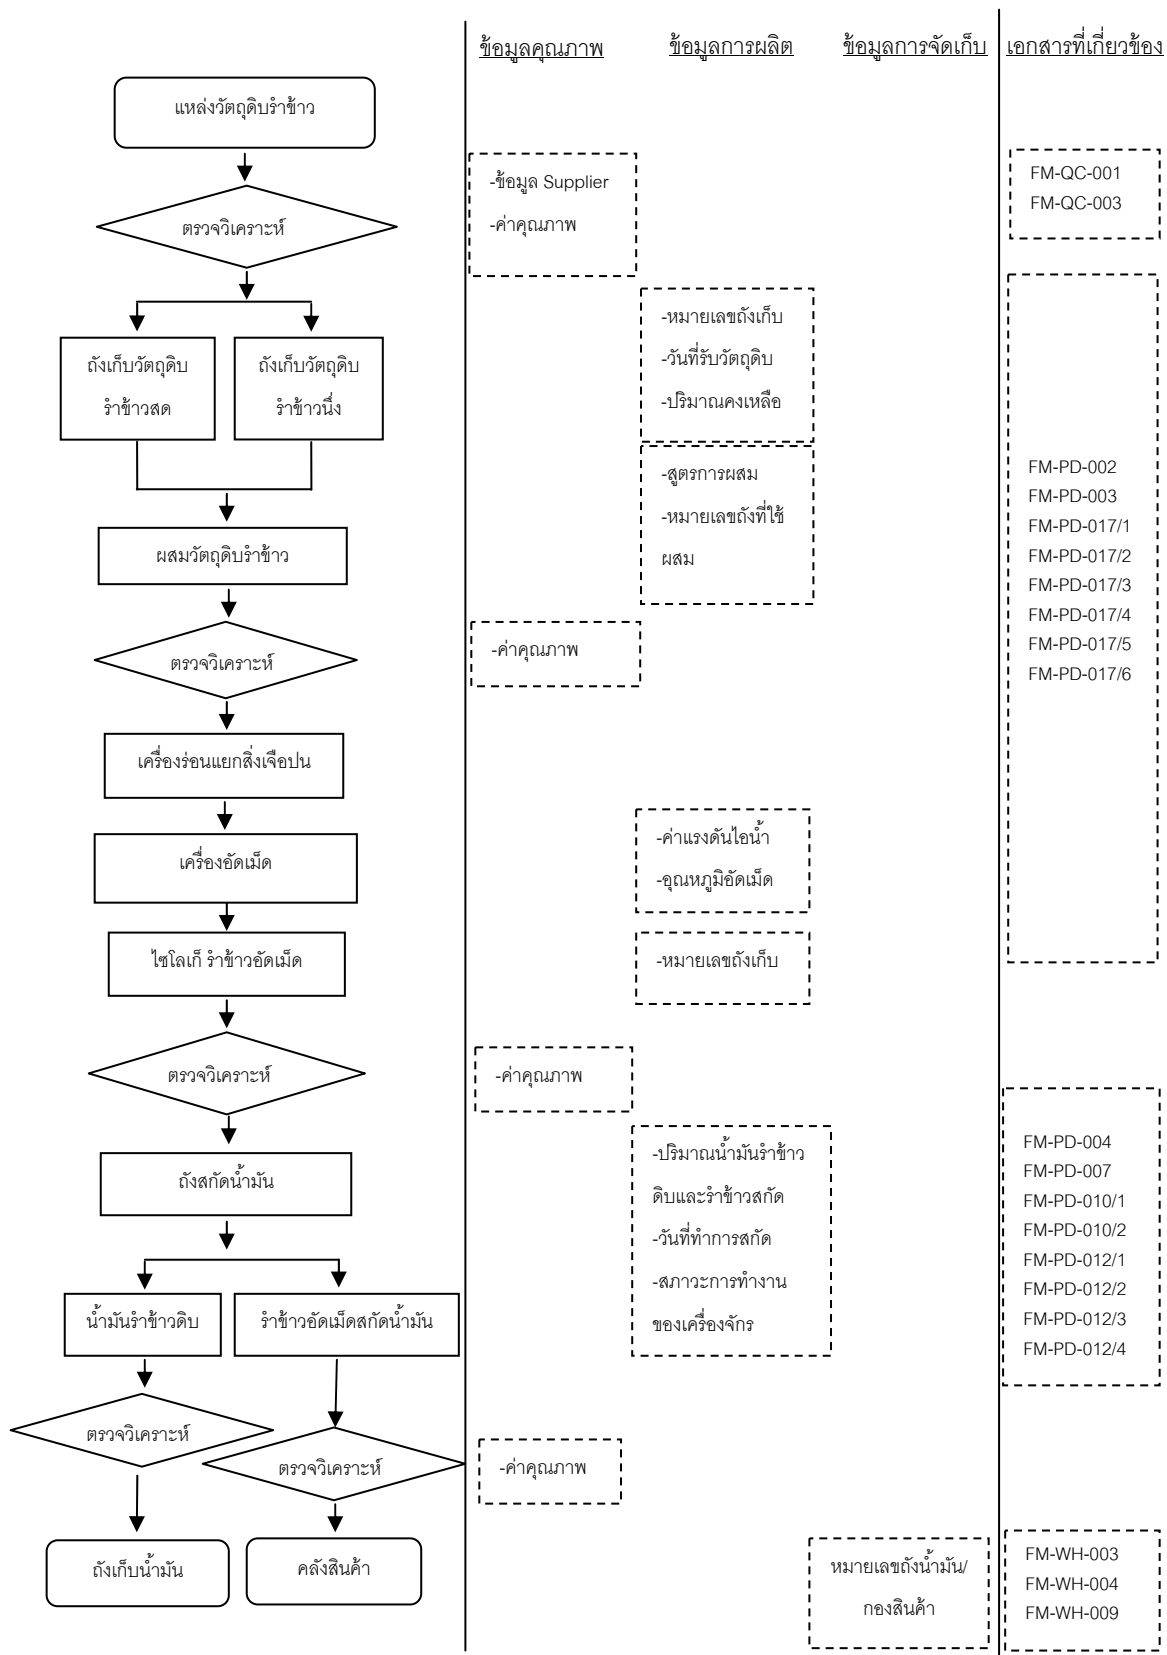 ข้อมูลคุณภาพ
ข้อมูลการผลิต
ข้อมูลการจัดเก็บ
เอกสารที่เกี่ยวข้อง
แหล่งวัตถุดิบรำข้าว
-ข้อมูล Supplier
-ค่าคุณภาพ
FM-QC-001
FM-QC-003
ตรวจวิเคราะห์
-หมายเลขถังเก็บ
-วันที่รับวัตถุดิบ
-ปริมาณคงเหลือ
ถังเก็บวัตถุดิบ
รำข้าวสด
ถังเก็บวัตถุดิบ
รำข้าวนึ่ง
-สูตรการผสม
-หมายเลขถังที่ใช้
ผสม
FM-PD-002
FM-PD-003
FM-PD-017/1
FM-PD-017/2
FM-PD-017/3
FM-PD-017/4
FM-PD-017/5
FM-PD-017/6
ผสมวัตถุดิบรำข้าว
ตรวจวิเคราะห์
-ค่าคุณภาพ
เครื่องร่อนแยกสิ่งเจือปน
เครื่องอัดเม็ด
-ค่าแรงดันไอน้ำ
-อุณหภูมิอัดเม็ด
ไซโลเก็ รำข้าวอัดเม็ด
-หมายเลขถังเก็บ
ตรวจวิเคราะห์
-ค่าคุณภาพ
ถังสกัดน้ำมัน
-ปริมาณน้ำมันรำข้าว
ดิบและรำข้าวสกัด
-วันที่ทำการสกัด
-สภาวะการทำงาน
ของเครื่องจักร
FM-PD-004
FM-PD-007
FM-PD-010/1
FM-PD-010/2
FM-PD-012/1
FM-PD-012/2
FM-PD-012/3
FM-PD-012/4
น้ำมันรำข้าวดิบ
รำข้าวอัดเม็ดสกัดน้ำมัน
ตรวจวิเคราะห์
ตรวจวิเคราะห์
-ค่าคุณภาพ
ถังเก็บน้ำมัน
คลังสินค้า
หมายเลขถังน้ำมัน/
กองสินค้า
FM-WH-003
FM-WH-004
FM-WH-009